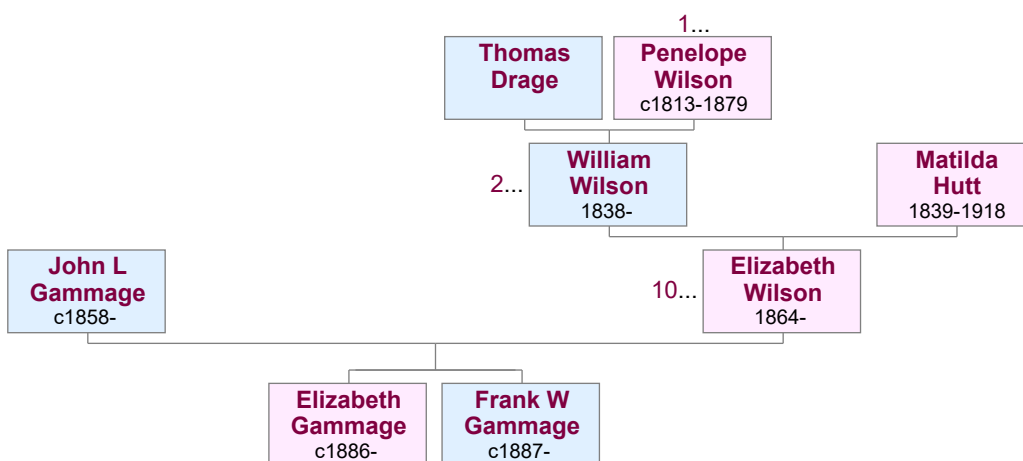 1...
Thomas
Drage
Penelope
Wilson
c1813-1879
2...
William
Wilson
1838-
Matilda
Hutt
1839-1918
John L
Gammage
c1858-
10...
Elizabeth
Wilson
1864-
Elizabeth
Gammage
c1886-
Frank W
Gammage
c1887-